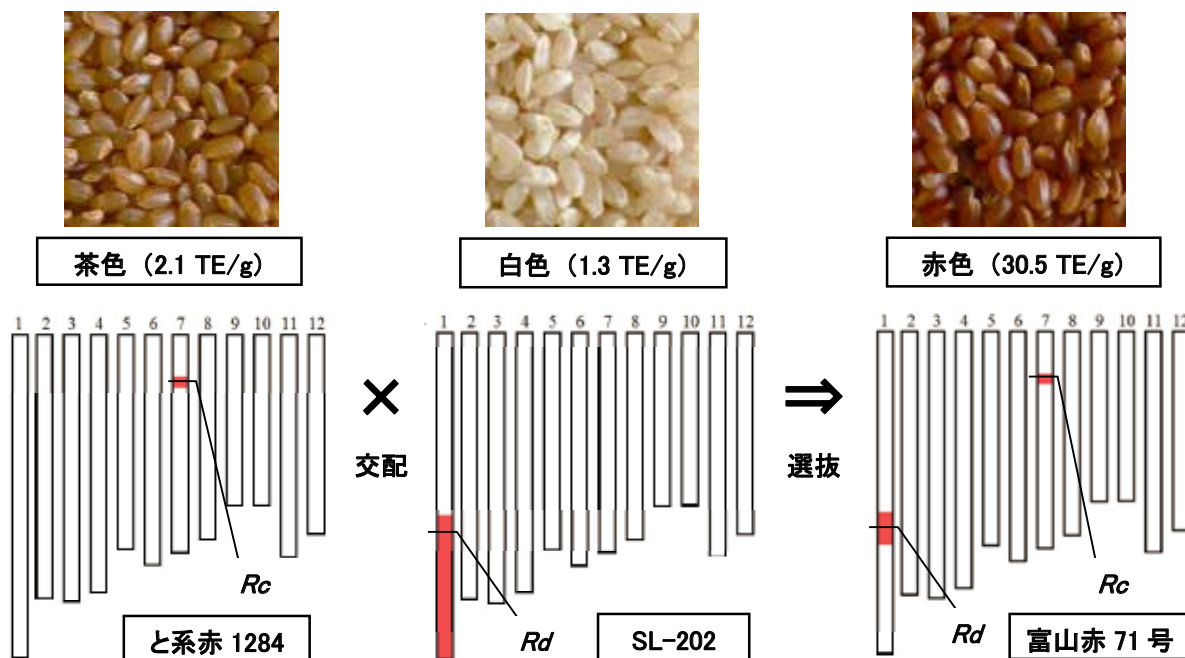 茶色 (2.1 TE/g)
白色 (1.3 TE/g)
赤色 (30.5 TE/g)
1 2 3 4 5 6 7 8 9 10 11 12
1 2 3 4 5 6 7 8 9 10 11 12
1 2 3 4 5 6 7 8 9 10 11 12
×
交配
⇒
選抜
Rc
と系赤 1284
Rd
SL-202
Rc
Rd
富山赤 71 号